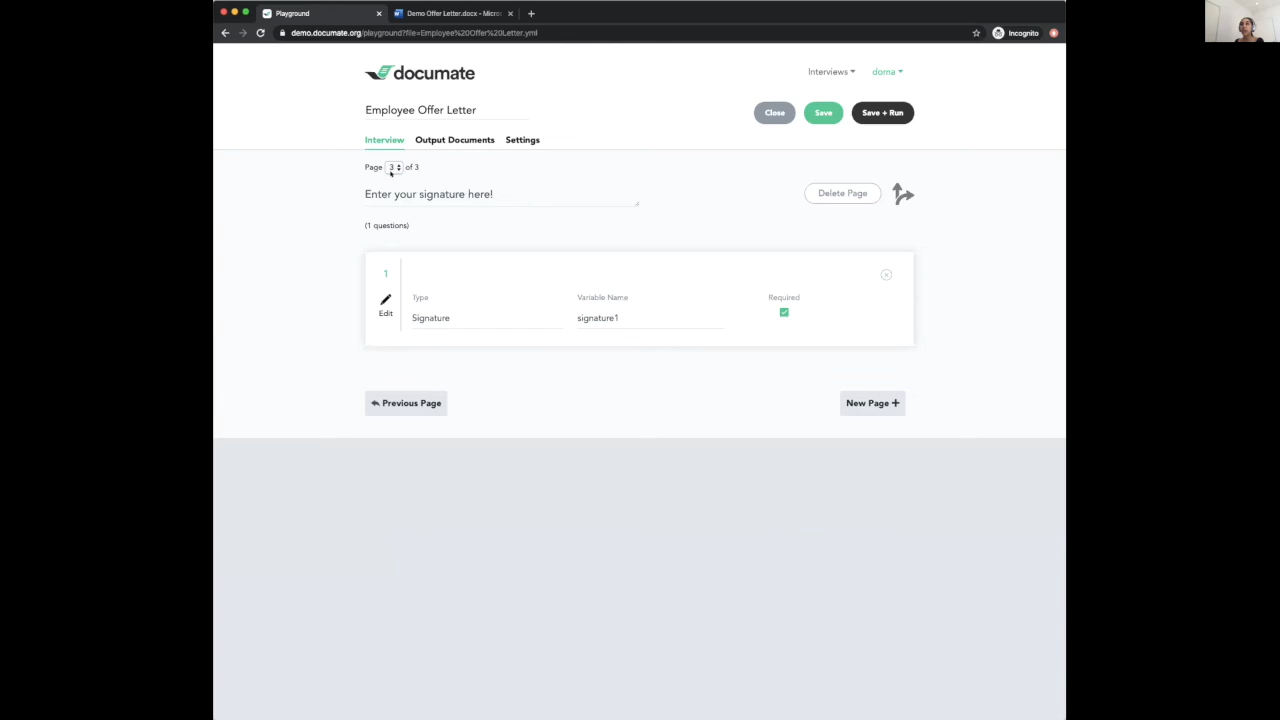 Playground
Demo Offer Letter.docx - Micros
demo.documate.org/playground?file=Employee%20Offer%20Letter.yml
Incognito
documate
Interviews
dorna
Employee Offer Letter
Close
Save
Save + Run
Interview
Output Documents
Settings
Page 3 of 3
Enter your signature here!
Delete Page
(1 questions)
1
Edit
Type
Variable Name
Required
Signature
signature1
Previous Page
New Page +